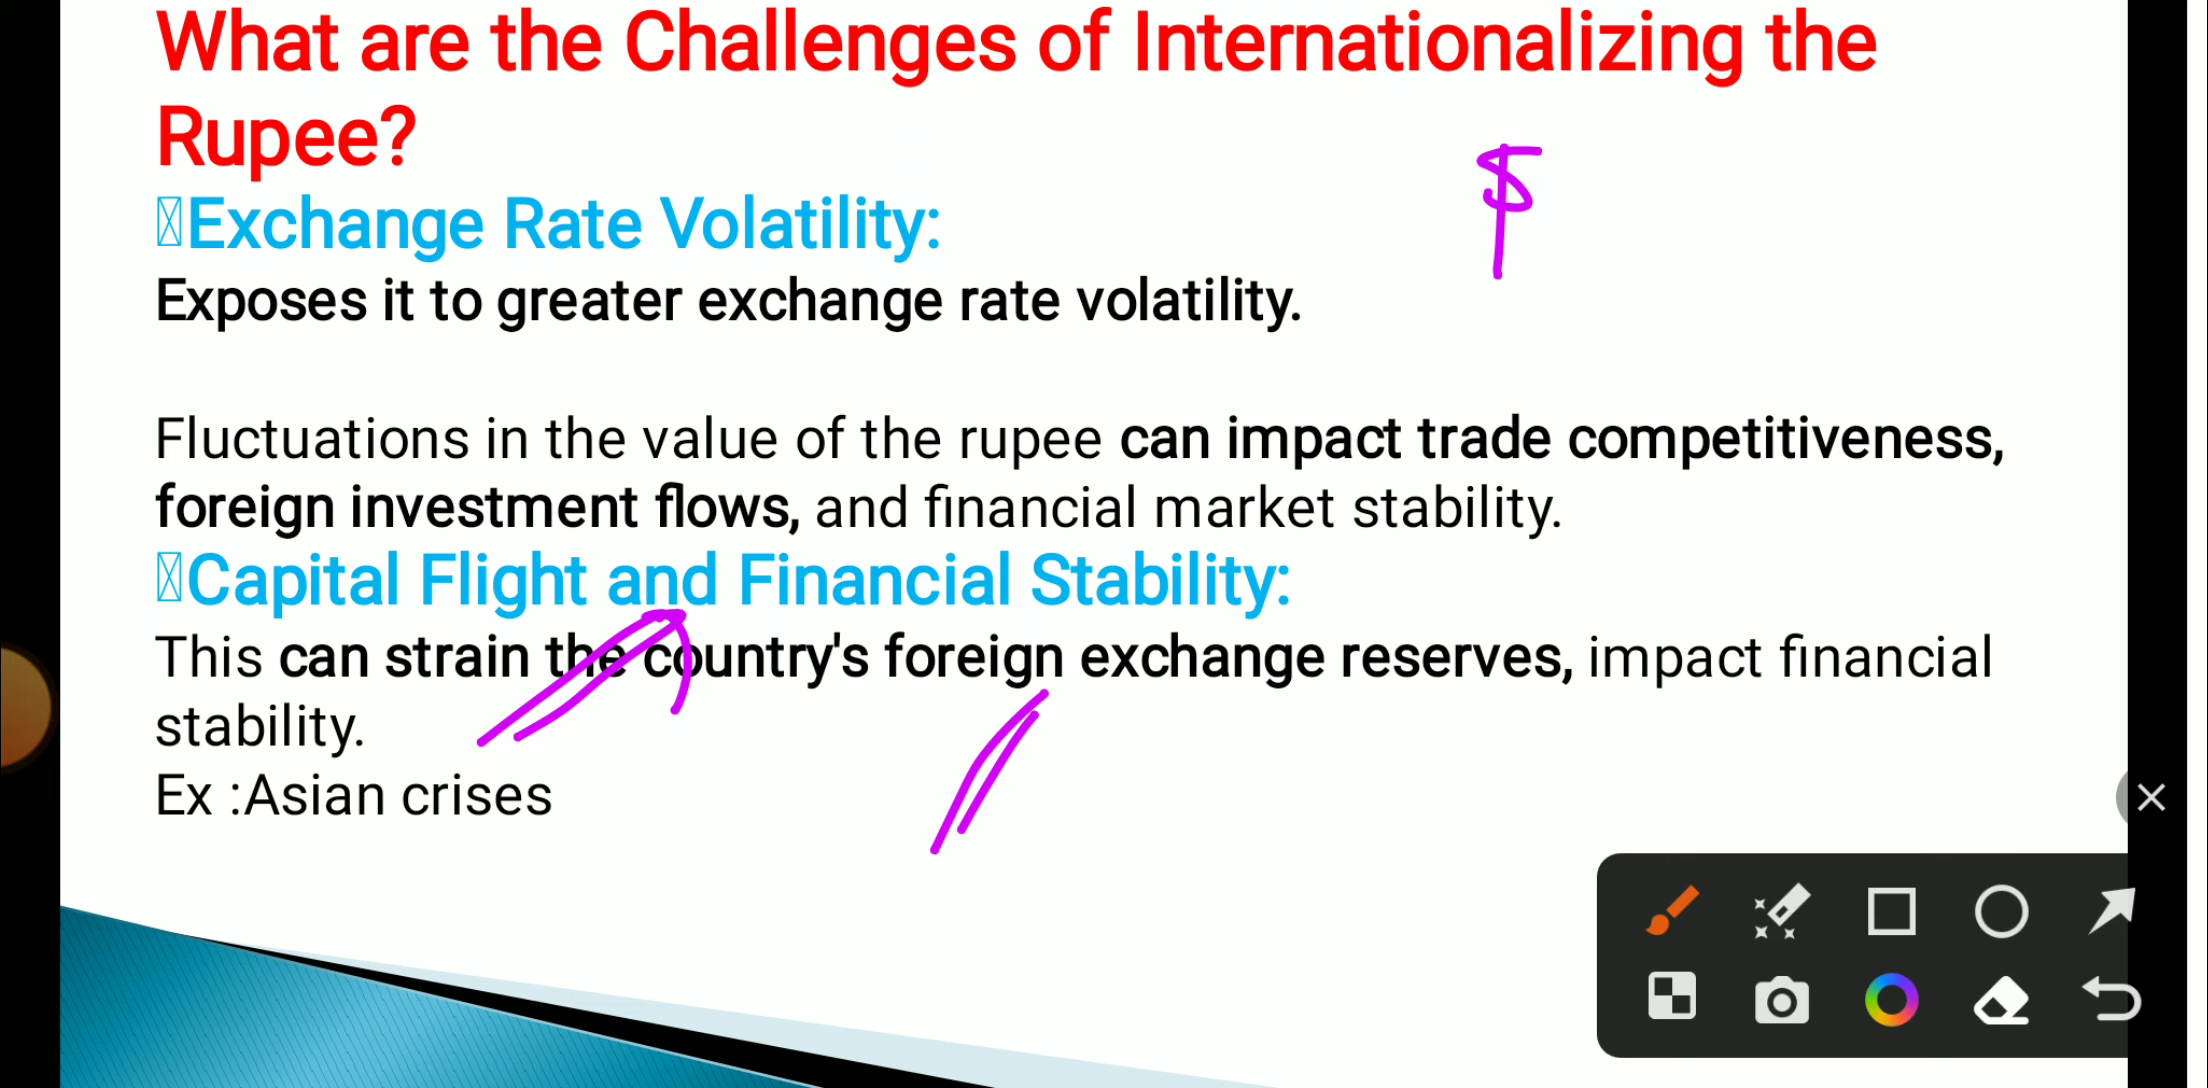 What are the Challenges of Internationalizing the
Rupee?
Exchange Rate Volatility:
$
Exposes it to greater exchange rate volatility.
Fluctuations in the value of the rupee can impact trade competitiveness,
foreign investment flows, and financial market stability.
Capital Flight and Financial Stability:
This can strain the country's foreign exchange reserves, impact financial
stability.
Ex :Asian crises